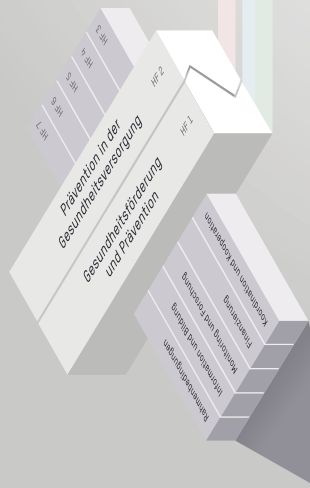 HF 3
HF 4
HF 5
HF 6
HF 7
HF 2
Prävention in der
Gesundheitsversorgung
HF 1
Gesundheitsförderung
und Prävention
Koordination und Kooperation
Finanzierung
Monitoring und Forschung
Information und Bildung
Rahmenbedingungen